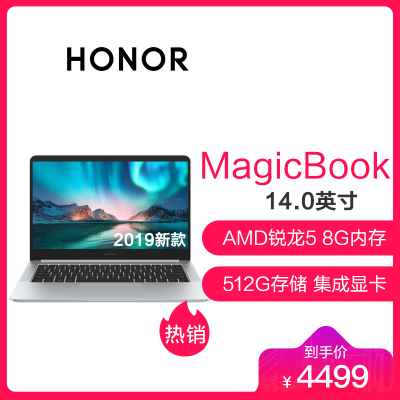 HONOR
MagicBook
14.0英寸
2019新款
AMD锐龙5 8G内存
512G存储 集成显卡
热销
到手价
¥ 4499